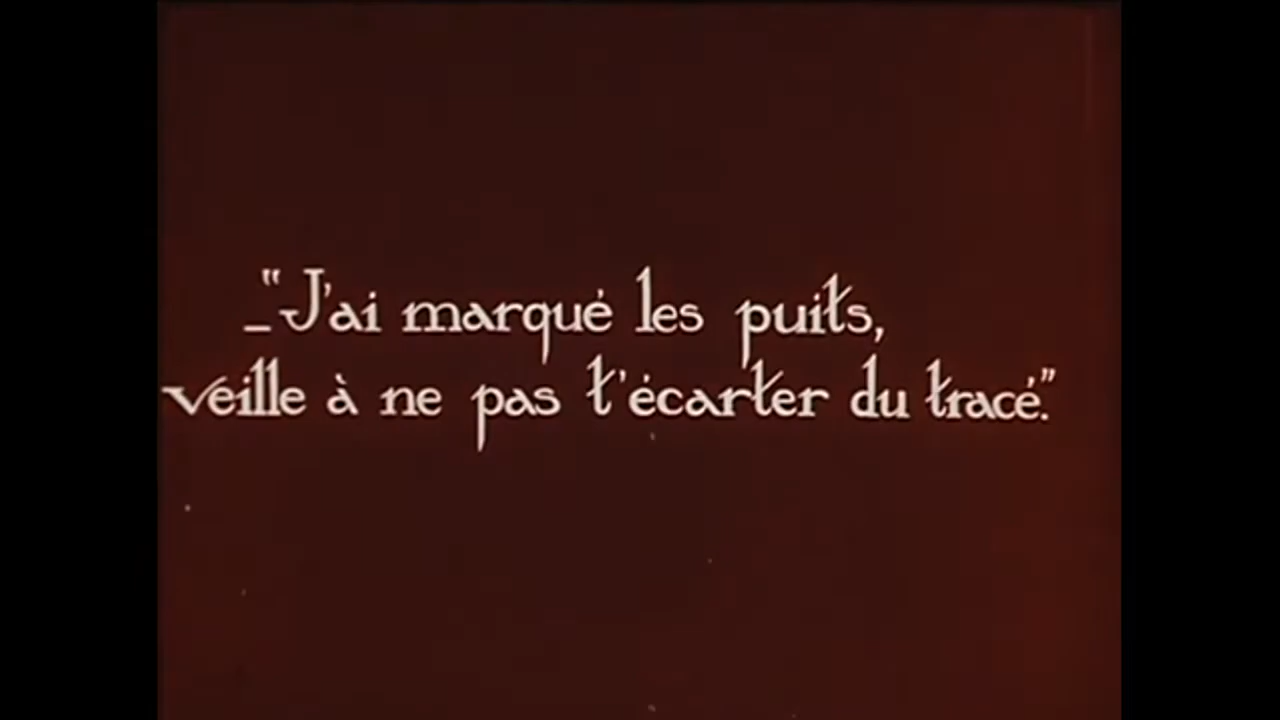 _"J'ai marqué les puits,
veille à ne pas t'écarter du tracé."